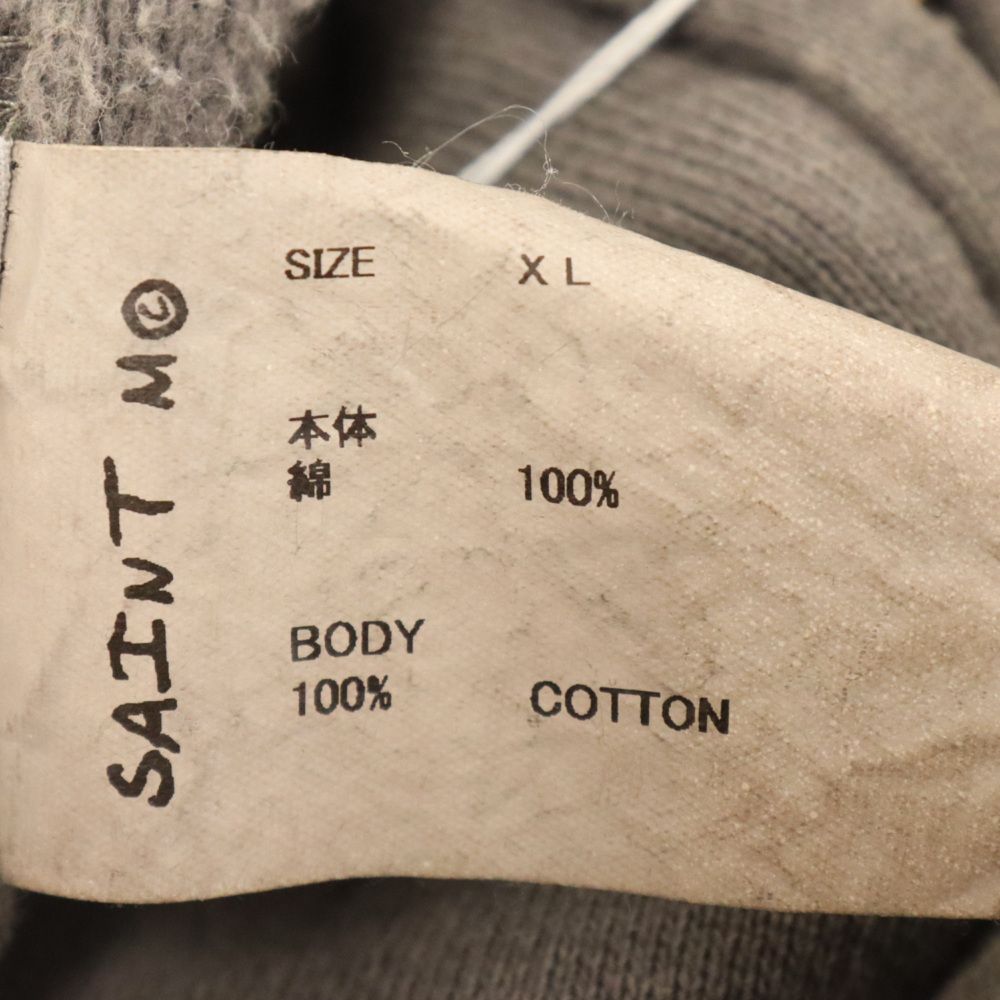 SAINT M©
SIZE XL
本体
綿 100%
BODY
100% COTTON